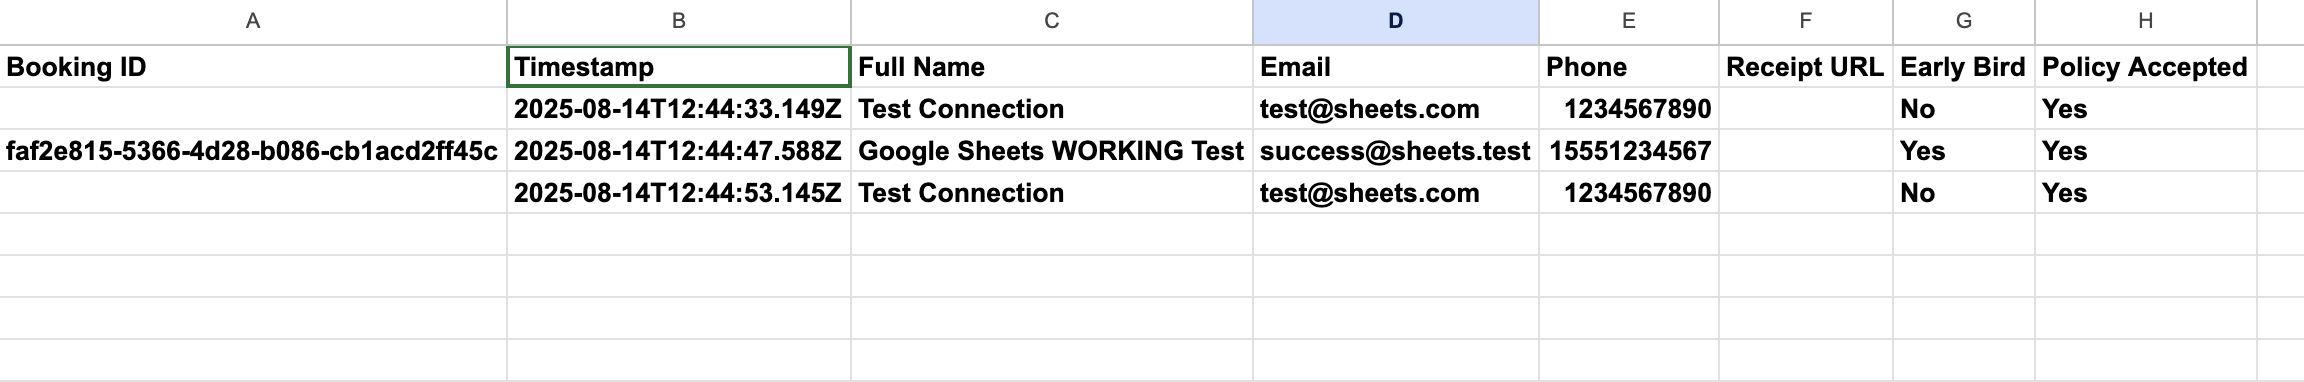 A B C D E F G H
Booking ID Timestamp Full Name Email Phone Receipt URL Early Bird Policy Accepted
2025-08-14T12:44:33.149Z Test Connection test@sheets.com 1234567890 No Yes
faf2e815-5366-4d28-b086-cb1acd2ff45c 2025-08-14T12:44:47.588Z Google Sheets WORKING Test success@sheets.test 15551234567 Yes Yes
2025-08-14T12:44:53.145Z Test Connection test@sheets.com 1234567890 No Yes